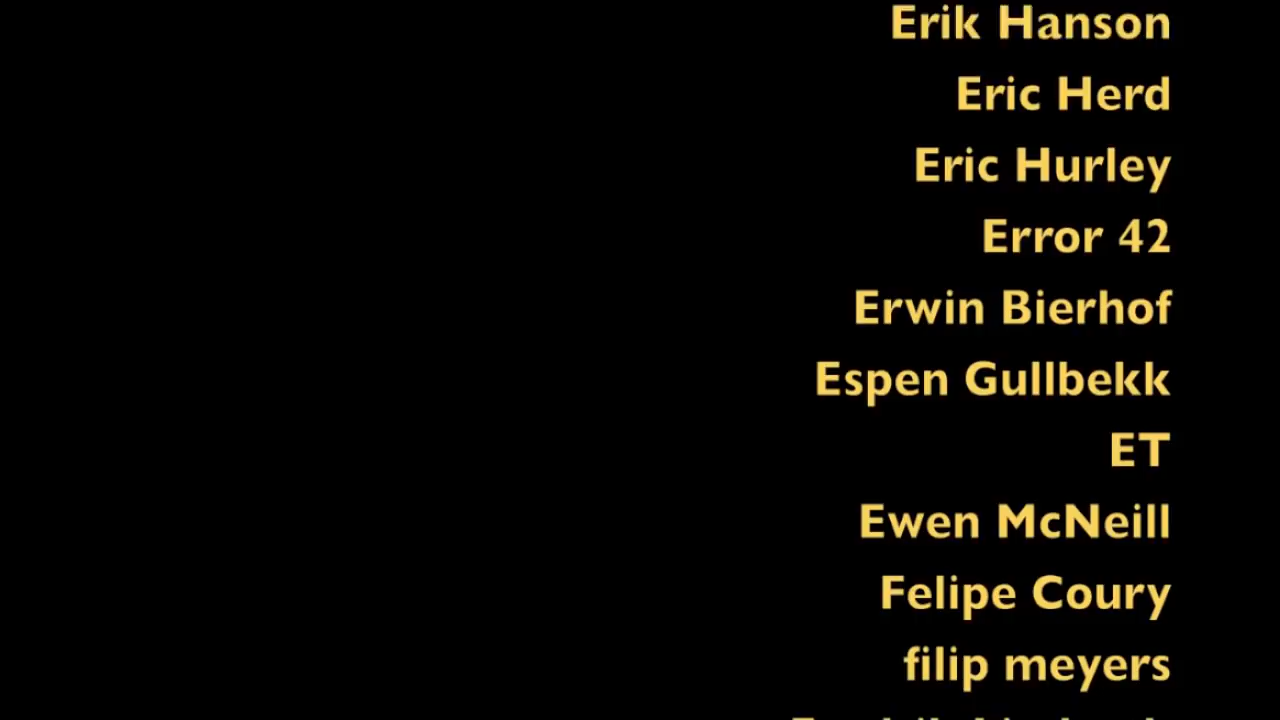 Erik Hanson
Eric Herd
Eric Hurley
Error 42
Erwin Bierhof
Espen Gullbekk
ET
Ewen McNeill
Felipe Coury
filip meyers